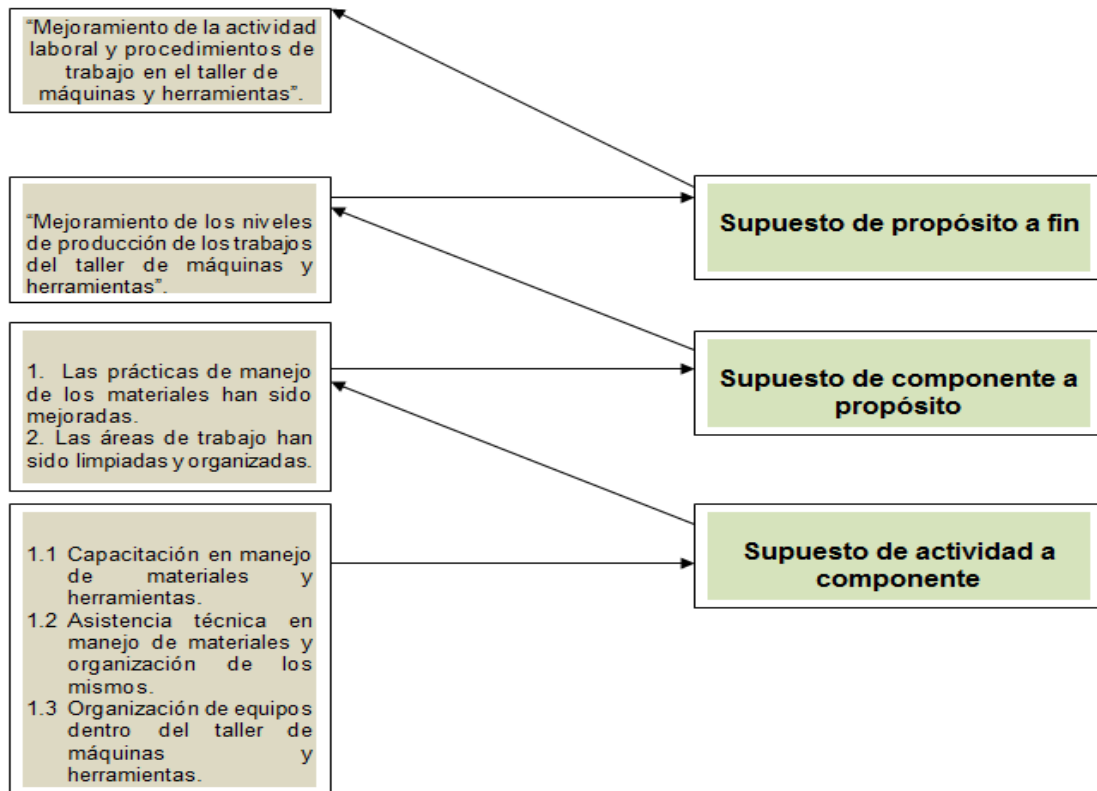 “Mejoramiento de la actividad
laboral y procedimientos de
trabajo en el taller de
máquinas y herramientas”.
“Mejoramiento de los niveles
de producción de los trabajos
del taller de máquinas y
herramientas”.
Supuesto de propósito a fin
1. Las prácticas de manejo
de los materiales han sido
mejoradas.
2. Las áreas de trabajo han
sido limpiadas y organizadas.
Supuesto de componente a
propósito
1.1 Capacitación en manejo
de materiales y
herramientas.
1.2 Asistencia técnica en
manejo de materiales y
organización de los
mismos.
1.3 Organización de equipos
dentro del taller de
máquinas y
herramientas.
Supuesto de actividad a
componente